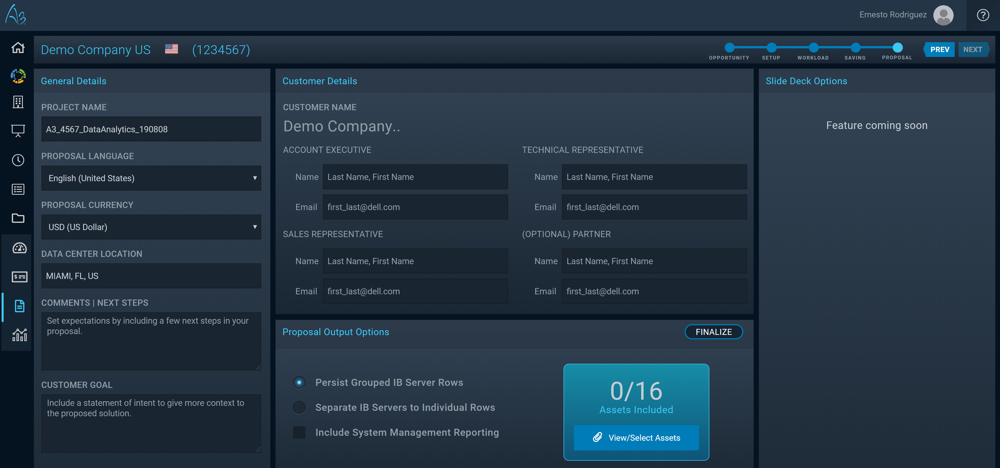 A3
Ernesto Rodriguez
?
Demo Company US (1234567)
OPPORTUNITY SETUP WORKLOAD SAVING PROPOSAL
PREV NEXT
General Details
PROJECT NAME
A3_4567_DataAnalytics_190808
PROPOSAL LANGUAGE
English (United States)
PROPOSAL CURRENCY
USD (US Dollar)
DATA CENTER LOCATION
MIAMI, FL, US
COMMENTS | NEXT STEPS
Set expectations by including a few next steps in your
proposal.
CUSTOMER GOAL
Include a statement of intent to give more context to
the proposed solution.
Customer Details
CUSTOMER NAME
Demo Company..
ACCOUNT EXECUTIVE
Name Last Name, First Name
Email first_last@dell.com
TECHNICAL REPRESENTATIVE
Name Last Name, First Name
Email first_last@dell.com
SALES REPRESENTATIVE
Name Last Name, First Name
Email first_last@dell.com
(OPTIONAL) PARTNER
Name Last Name, First Name
Email first_last@dell.com
Proposal Output Options
FINALIZE
Persist Grouped IB Server Rows
Separate IB Servers to Individual Rows
Include System Management Reporting
0/16
Assets Included
View/Select Assets
Slide Deck Options
Feature coming soon